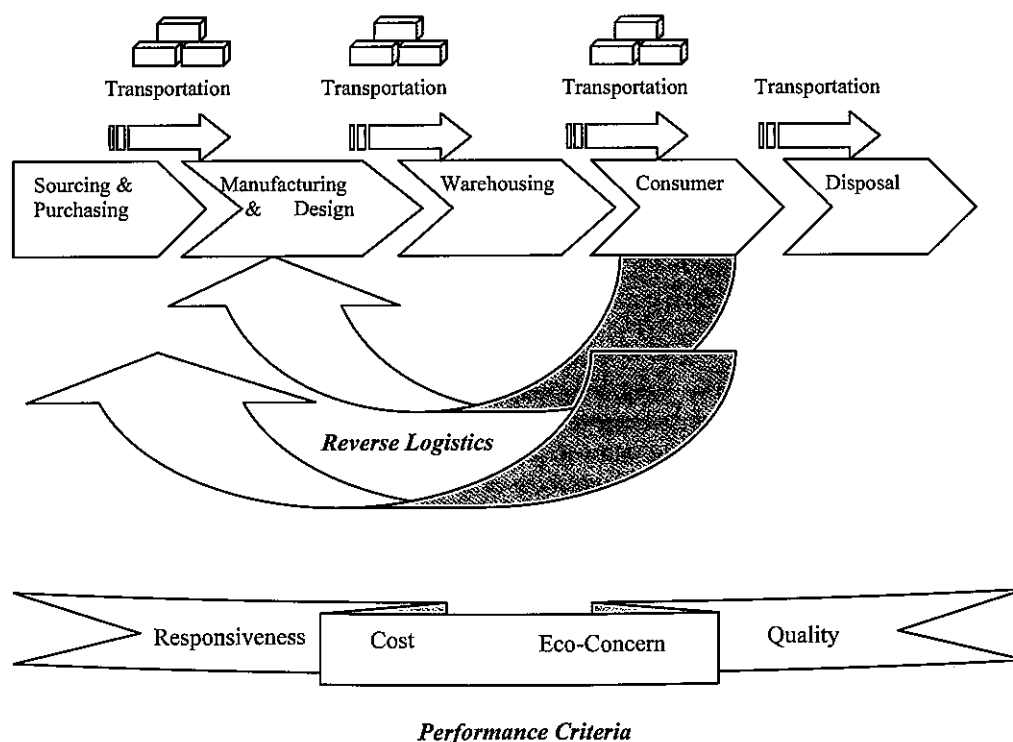 Transportation
Transportation
Transportation
Transportation
Sourcing &
Purchasing
Manufacturing
& Design
Warehousing
Consumer
Disposal
Reverse Logistics
Responsiveness
Cost
Eco-Concern
Quality
Performance Criteria